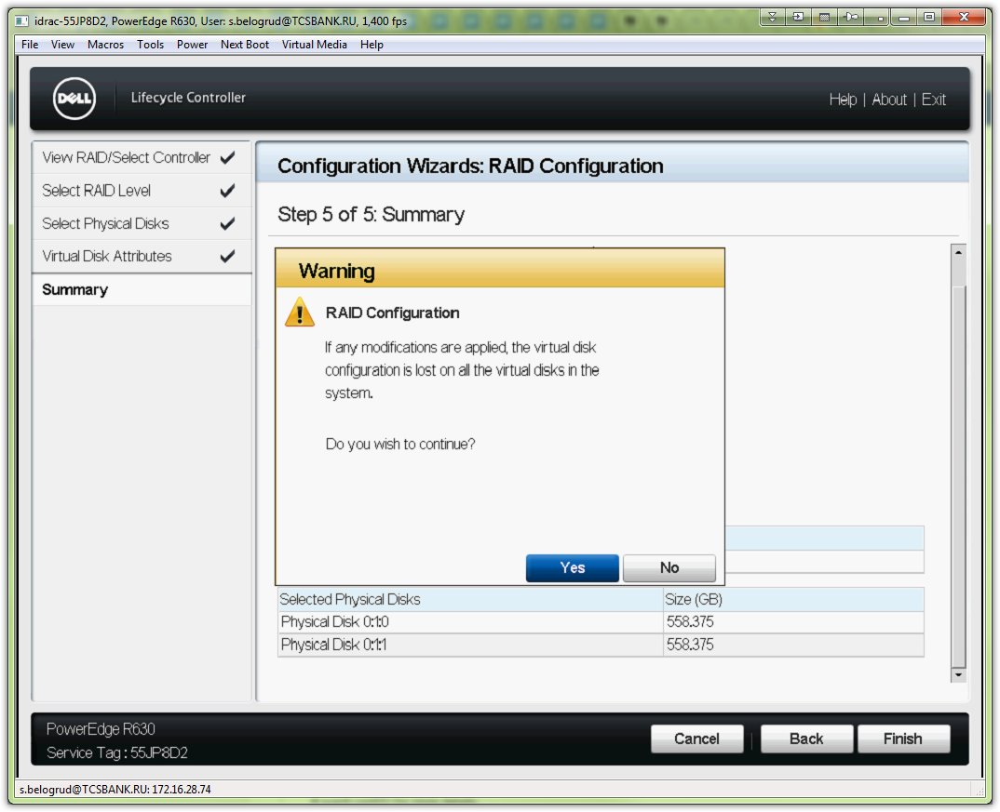 idrac-55JP8D2, PowerEdge R630, User: s.belogrud@TCSBANK.RU, 1,400 fps
File View Macros Tools Power Next Boot Virtual Media Help
DELL Lifecycle Controller
Help | About | Exit
View RAID/Select Controller
Select RAID Level
Select Physical Disks
Virtual Disk Attributes
Summary
Configuration Wizards: RAID Configuration
Step 5 of 5: Summary
Warning
RAID Configuration
If any modifications are applied, the virtual disk
configuration is lost on all the virtual disks in the
system.
Do you wish to continue?
Yes No
Selected Physical Disks Size (GB)
Physical Disk 0:1:0 558.375
Physical Disk 0:1:1 558.375
PowerEdge R630
Service Tag : 55JP8D2
Cancel | Back Finish
s.belogrud@TCSBANK.RU: 172.16.28.74